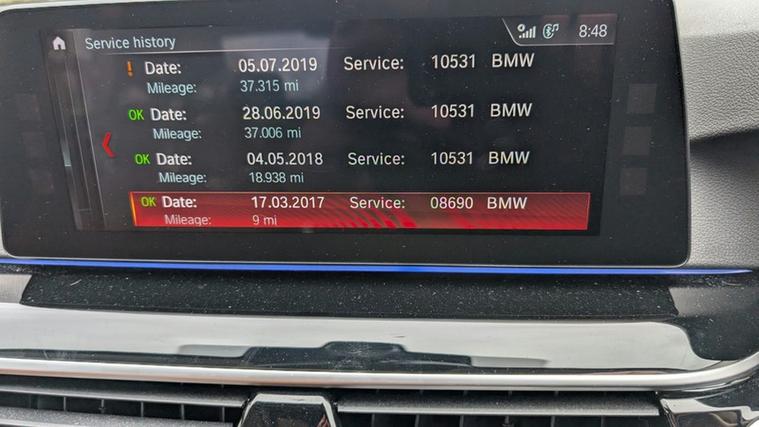 Service history 8:48
! Date: 05.07.2019 Service: 10531 BMW
Mileage: 37.315 mi
OK Date: 28.06.2019 Service: 10531 BMW
Mileage: 37.006 mi
OK Date: 04.05.2018 Service: 10531 BMW
Mileage: 18.938 mi
OK Date: 17.03.2017 Service: 08690 BMW
Mileage: 9 mi